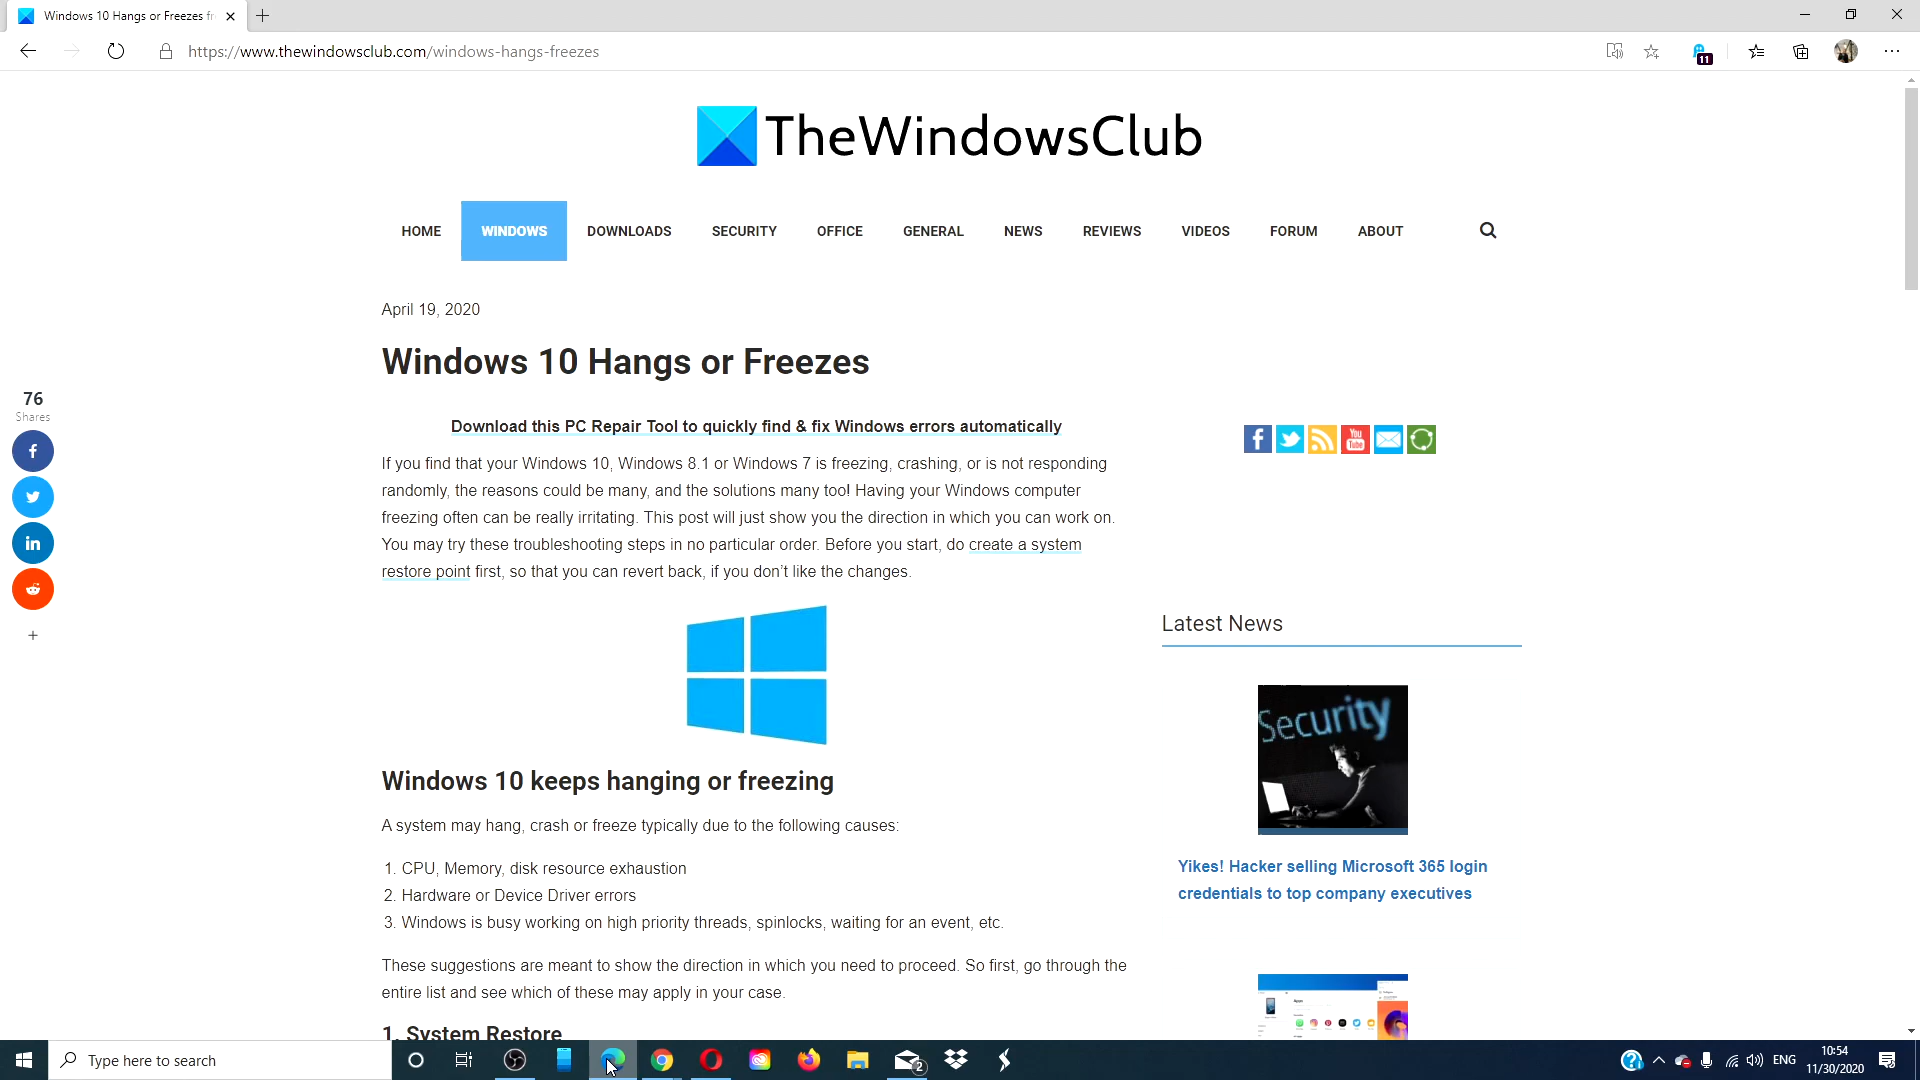 Windows 10 Hangs or Freezes fr
https://www.thewindowsclub.com/windows-hangs-freezes
11
TheWindowsClub
HOME WINDOWS DOWNLOADS SECURITY OFFICE GENERAL NEWS REVIEWS VIDEOS FORUM ABOUT
April 19, 2020
Windows 10 Hangs or Freezes
76
Shares
Download this PC Repair Tool to quickly find & fix Windows errors automatically
If you find that your Windows 10, Windows 8.1 or Windows 7 is freezing, crashing, or is not responding
randomly, the reasons could be many, and the solutions many too! Having your Windows computer
freezing often can be really irritating. This post will just show you the direction in which you can work on.
You may try these troubleshooting steps in no particular order. Before you start, do create a system
restore point first, so that you can revert back, if you don’t like the changes.
You
Tube
Latest News
Security
Yikes! Hacker selling Microsoft 365 login
credentials to top company executives
Windows 10 keeps hanging or freezing
A system may hang, crash or freeze typically due to the following causes:
1. CPU, Memory, disk resource exhaustion
2. Hardware or Device Driver errors
3. Windows is busy working on high priority threads, spinlocks, waiting for an event, etc.
These suggestions are meant to show the direction in which you need to proceed. So first, go through the
entire list and see which of these may apply in your case.
1. System Restore
Type here to search
2
ENG
10:54
11/30/2020